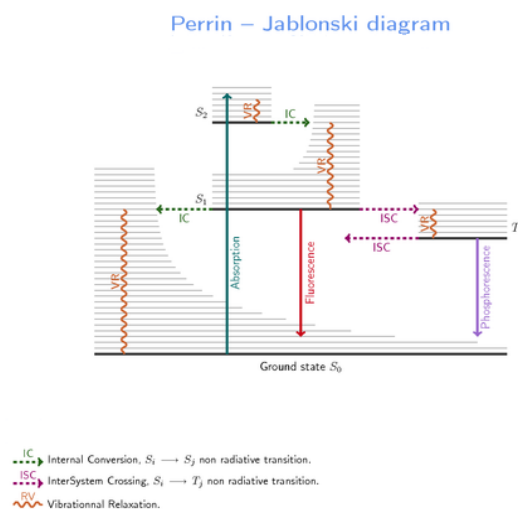 Perrin – Jablonski diagram
S₂
VR
IC
VR
S₁
IC
ISC
VR
ISC
T
VR
Absorption
Fluorescence
Phosphorescence
Ground state S₀
IC
Internal Conversion, Sᵢ ⟶ Sⱼ non radiative transition.
ISC
InterSystem Crossing, Sᵢ ⟶ Tⱼ non radiative transition.
RV
Vibrationnal Relaxation.